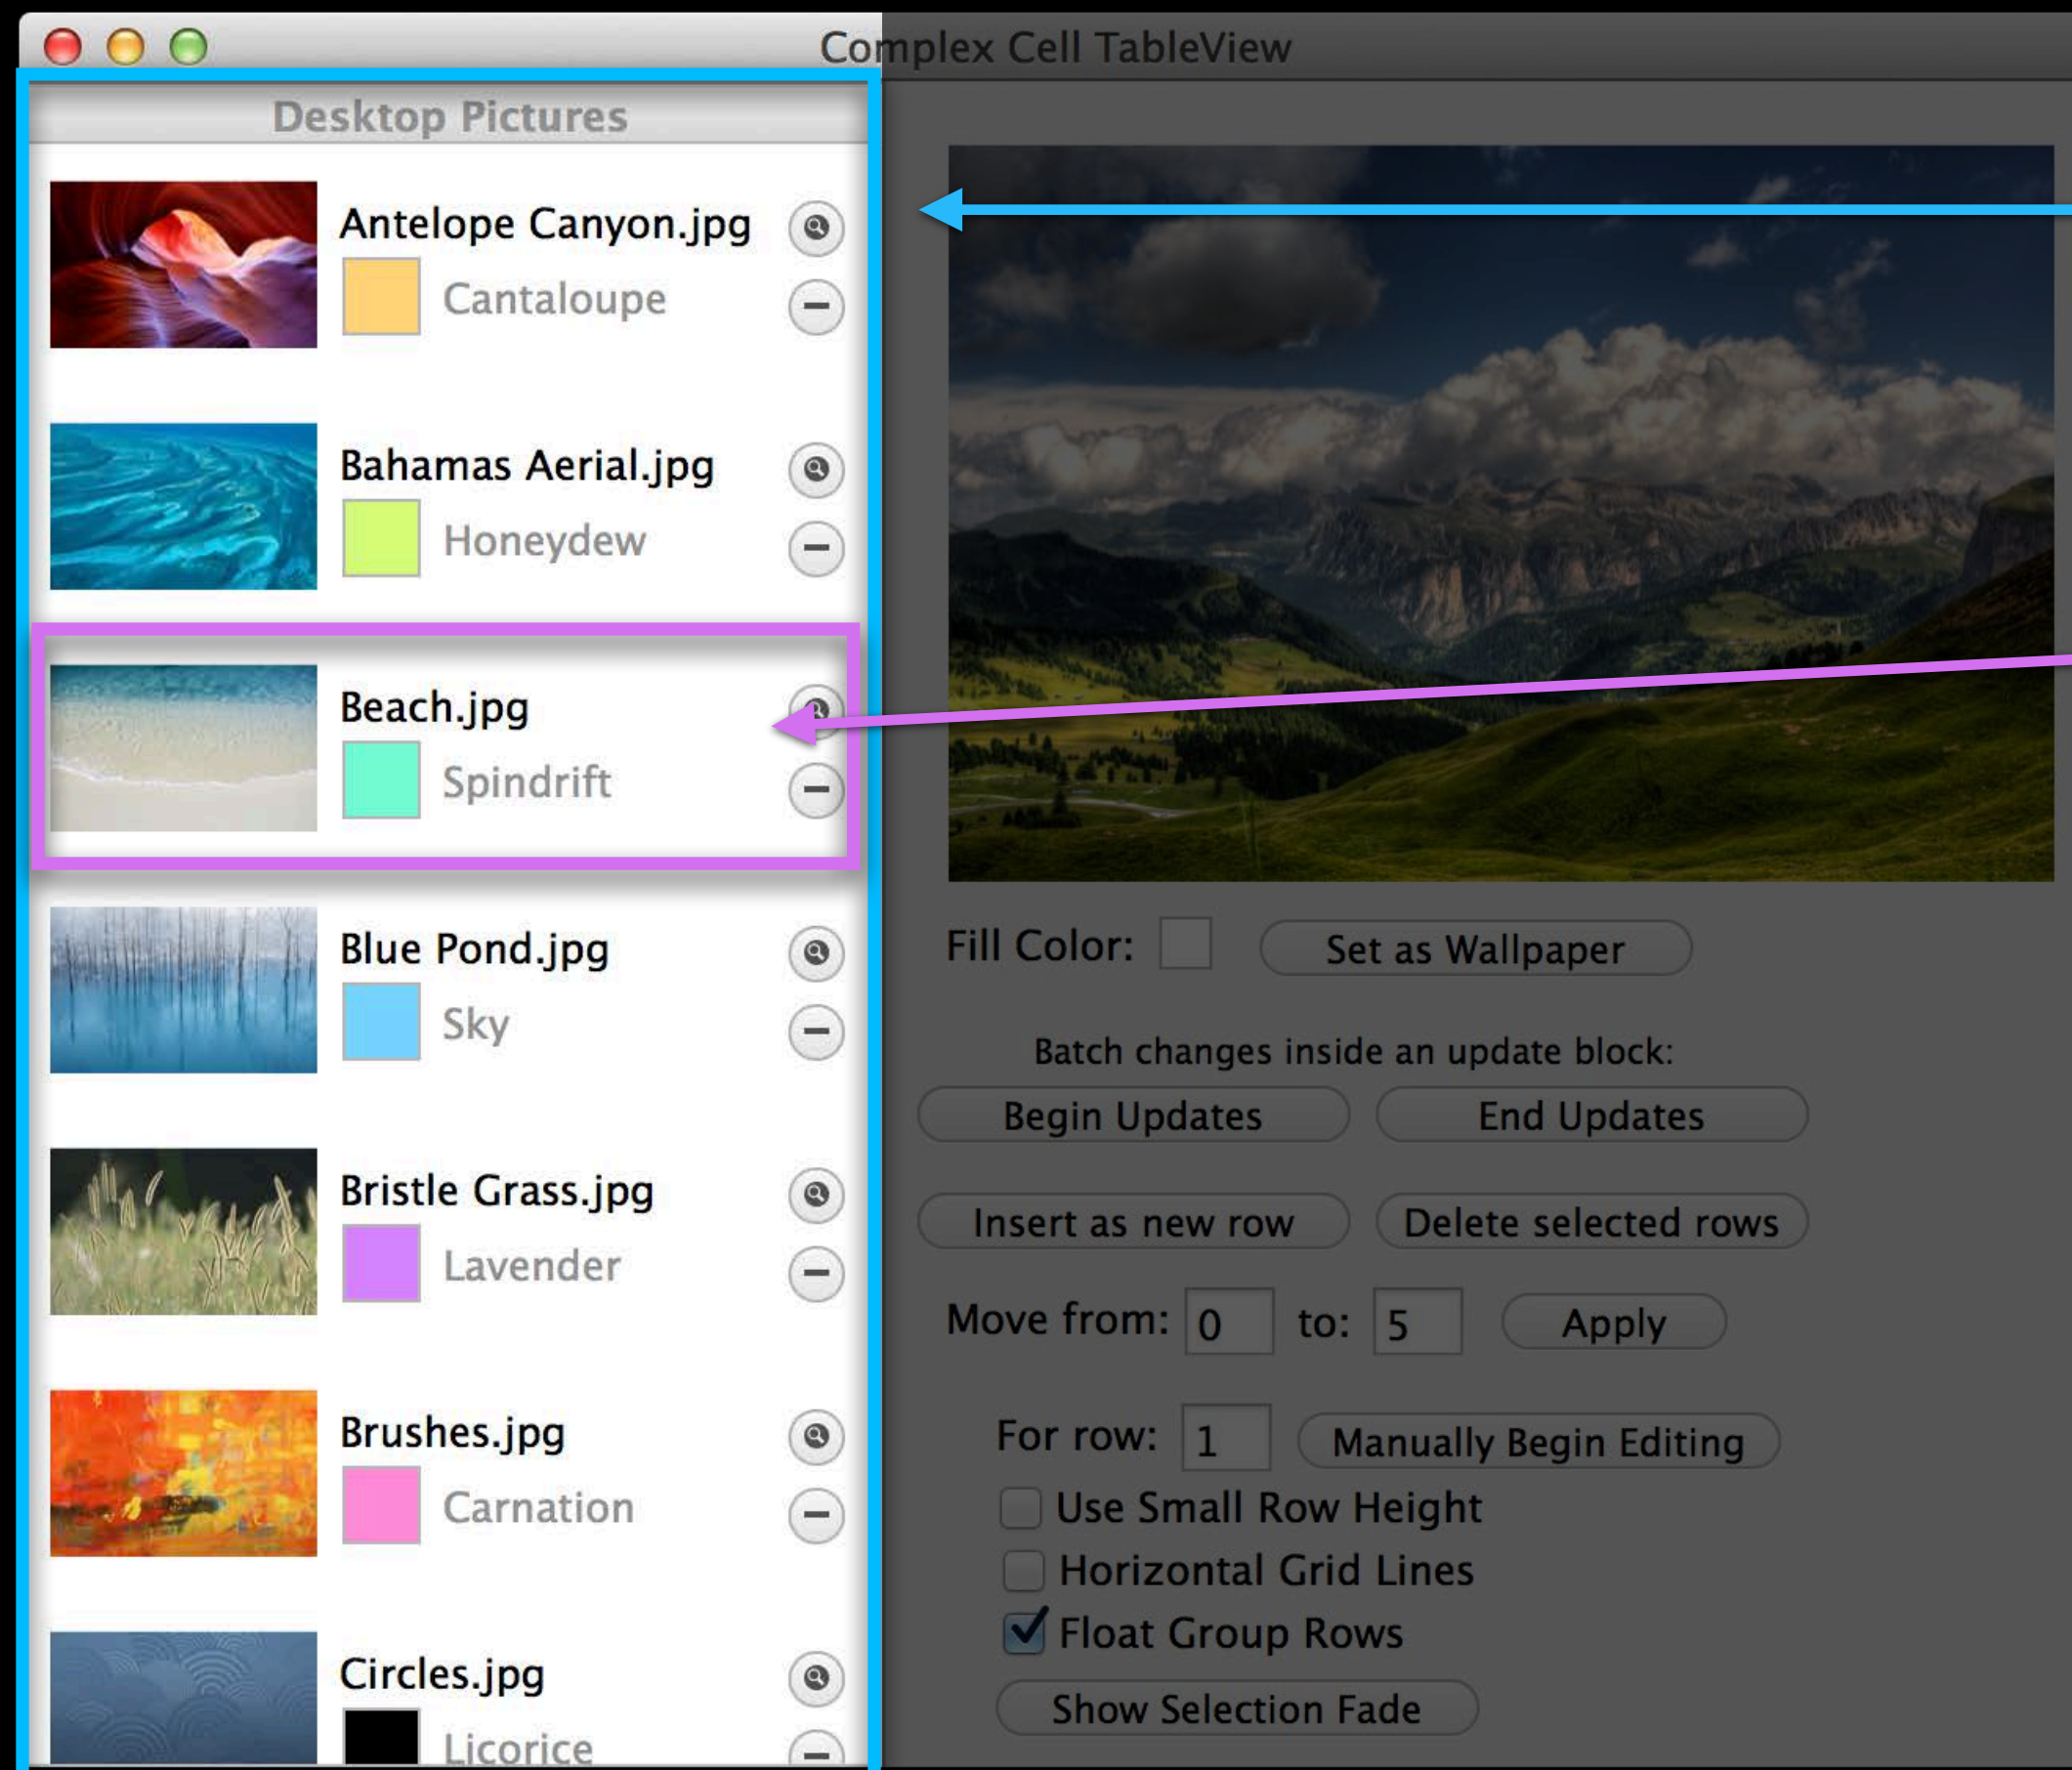 Complex Cell TableView
Desktop Pictures
Antelope Canyon.jpg
Cantaloupe
Bahamas Aerial.jpg
Honeydew
Beach.jpg
Spindrift
Blue Pond.jpg
Sky
Bristle Grass.jpg
Lavender
Brushes.jpg
Carnation
Circles.jpg
Licorice
Fill Color: Set as Wallpaper
Batch changes inside an update block:
Begin Updates End Updates
Insert as new row Delete selected rows
Move from: 0 to: 5 Apply
For row: 1 Manually Begin Editing
Use Small Row Height
Horizontal Grid Lines
Float Group Rows
Show Selection Fade